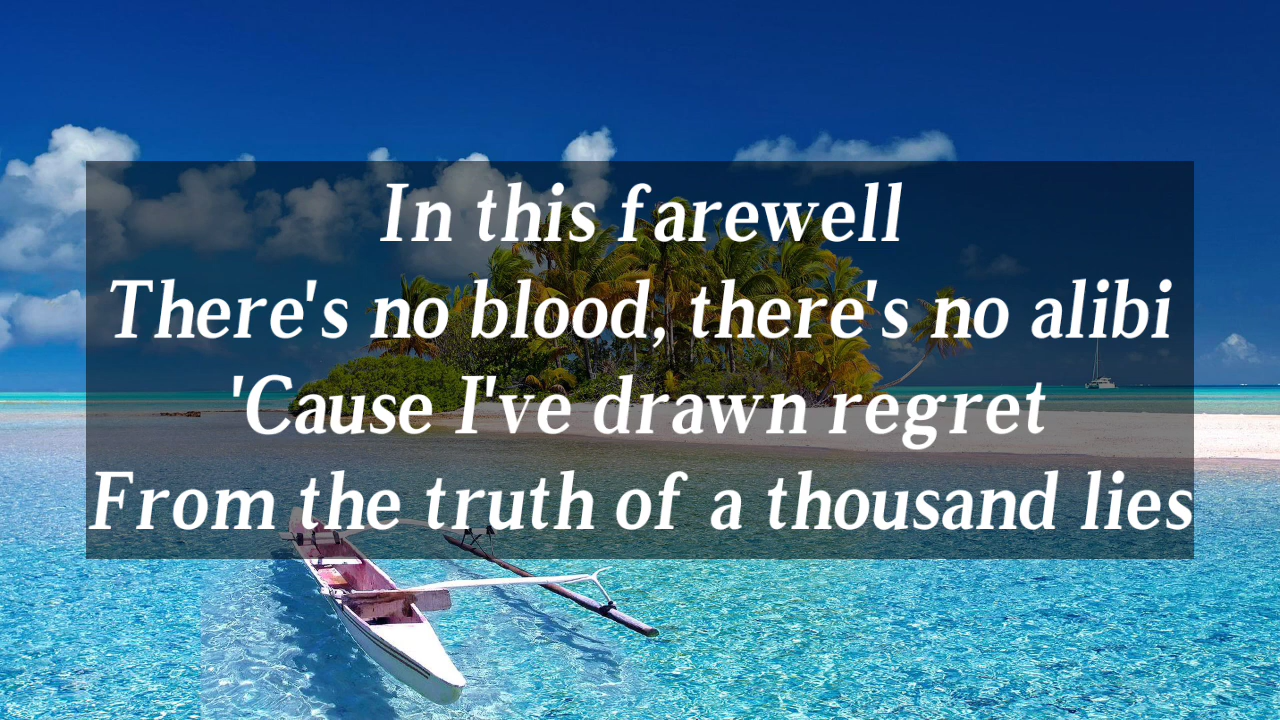 In this farewell
There's no blood, there's no alibi
'Cause I've drawn regret
From the truth of a thousand lies